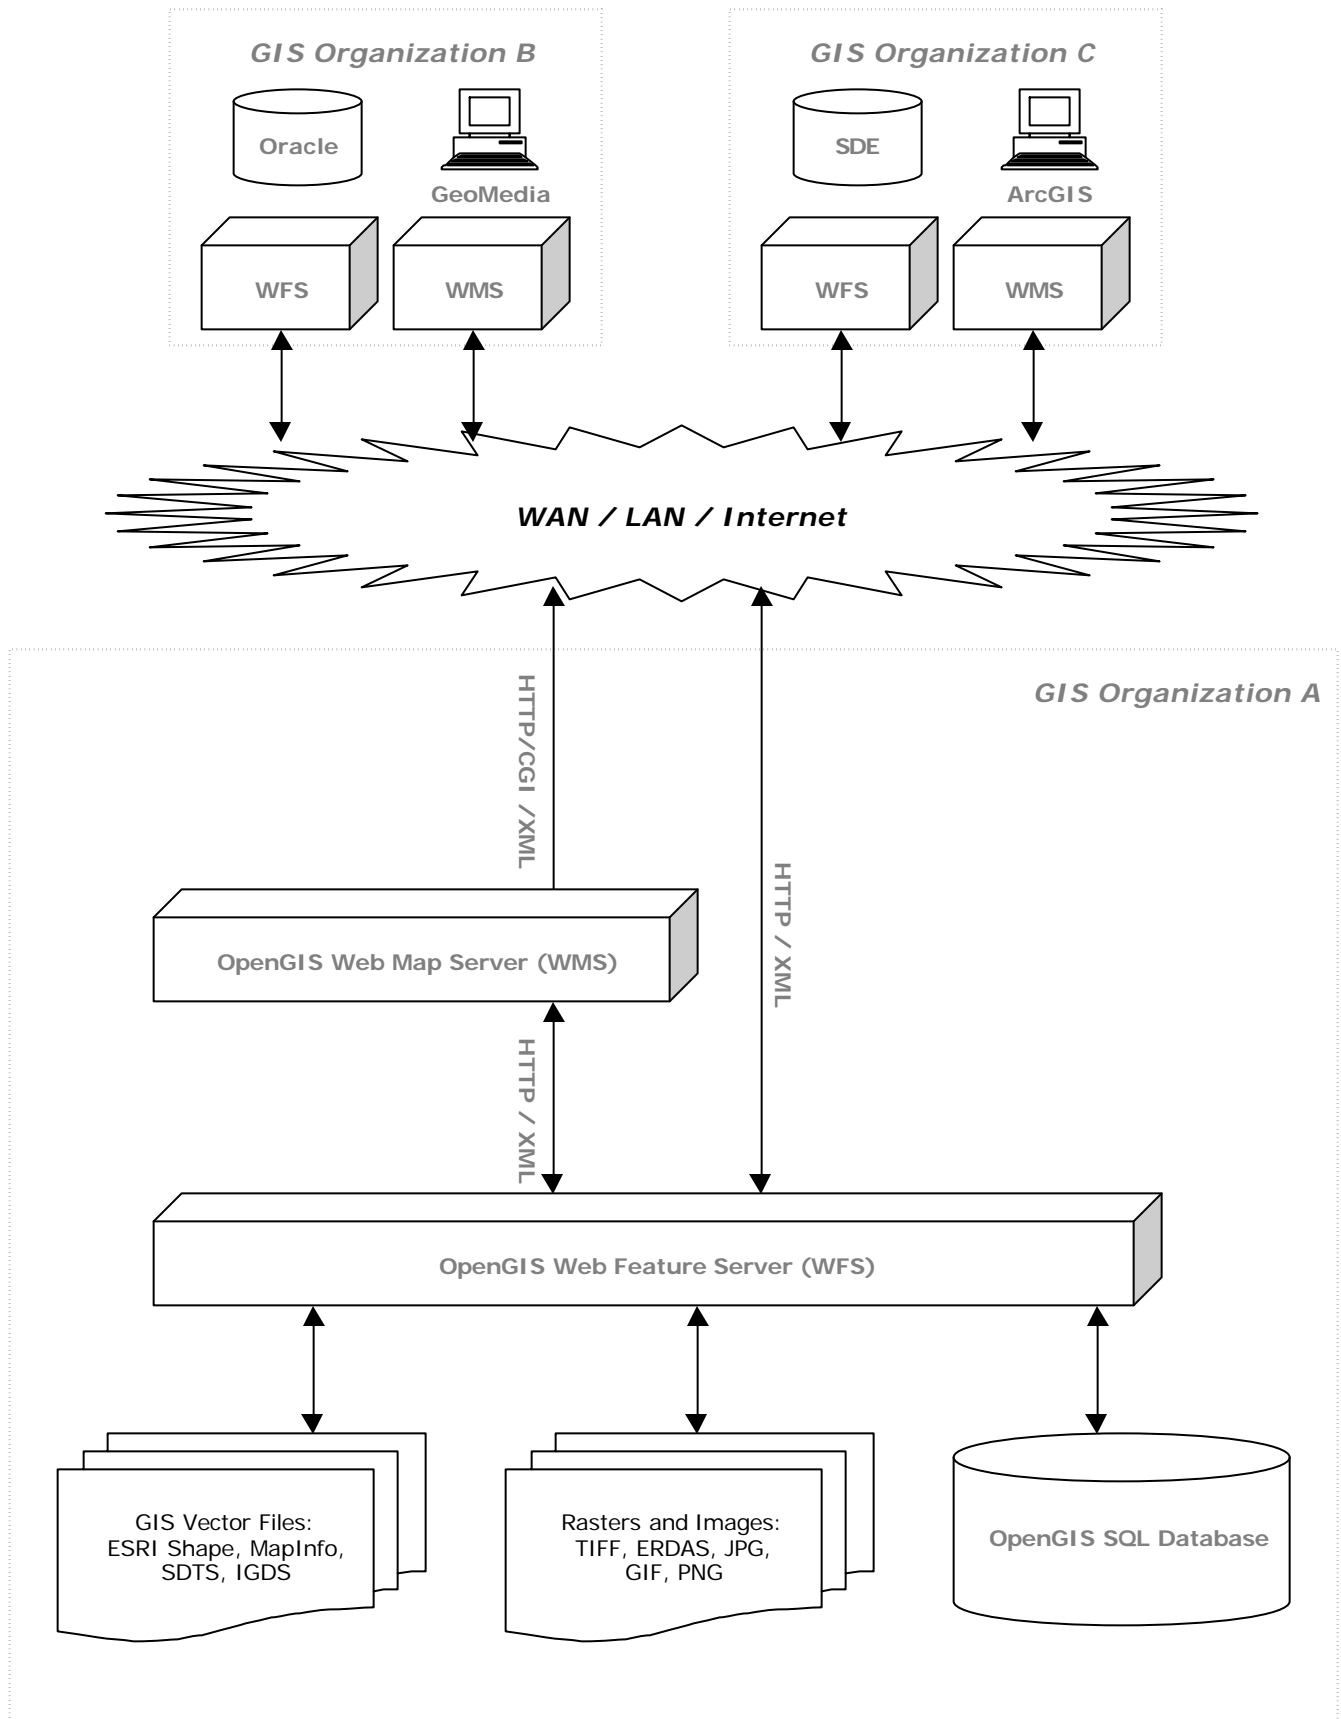 GIS Organization B
GIS Organization C
Oracle
GeoMedia
SDE
ArcGIS
WFS
WMS
WFS
WMS
WAN / LAN / Internet
GIS Organization A
HTTP/CGI /XML
HTTP / XML
OpenGIS Web Map Server (WMS)
HTTP / XML
OpenGIS Web Feature Server (WFS)
GIS Vector Files:
ESRI Shape, MapInfo,
SDTS, IGDS
Rasters and Images:
TIFF, ERDAS, JPG,
GIF, PNG
OpenGIS SQL Database